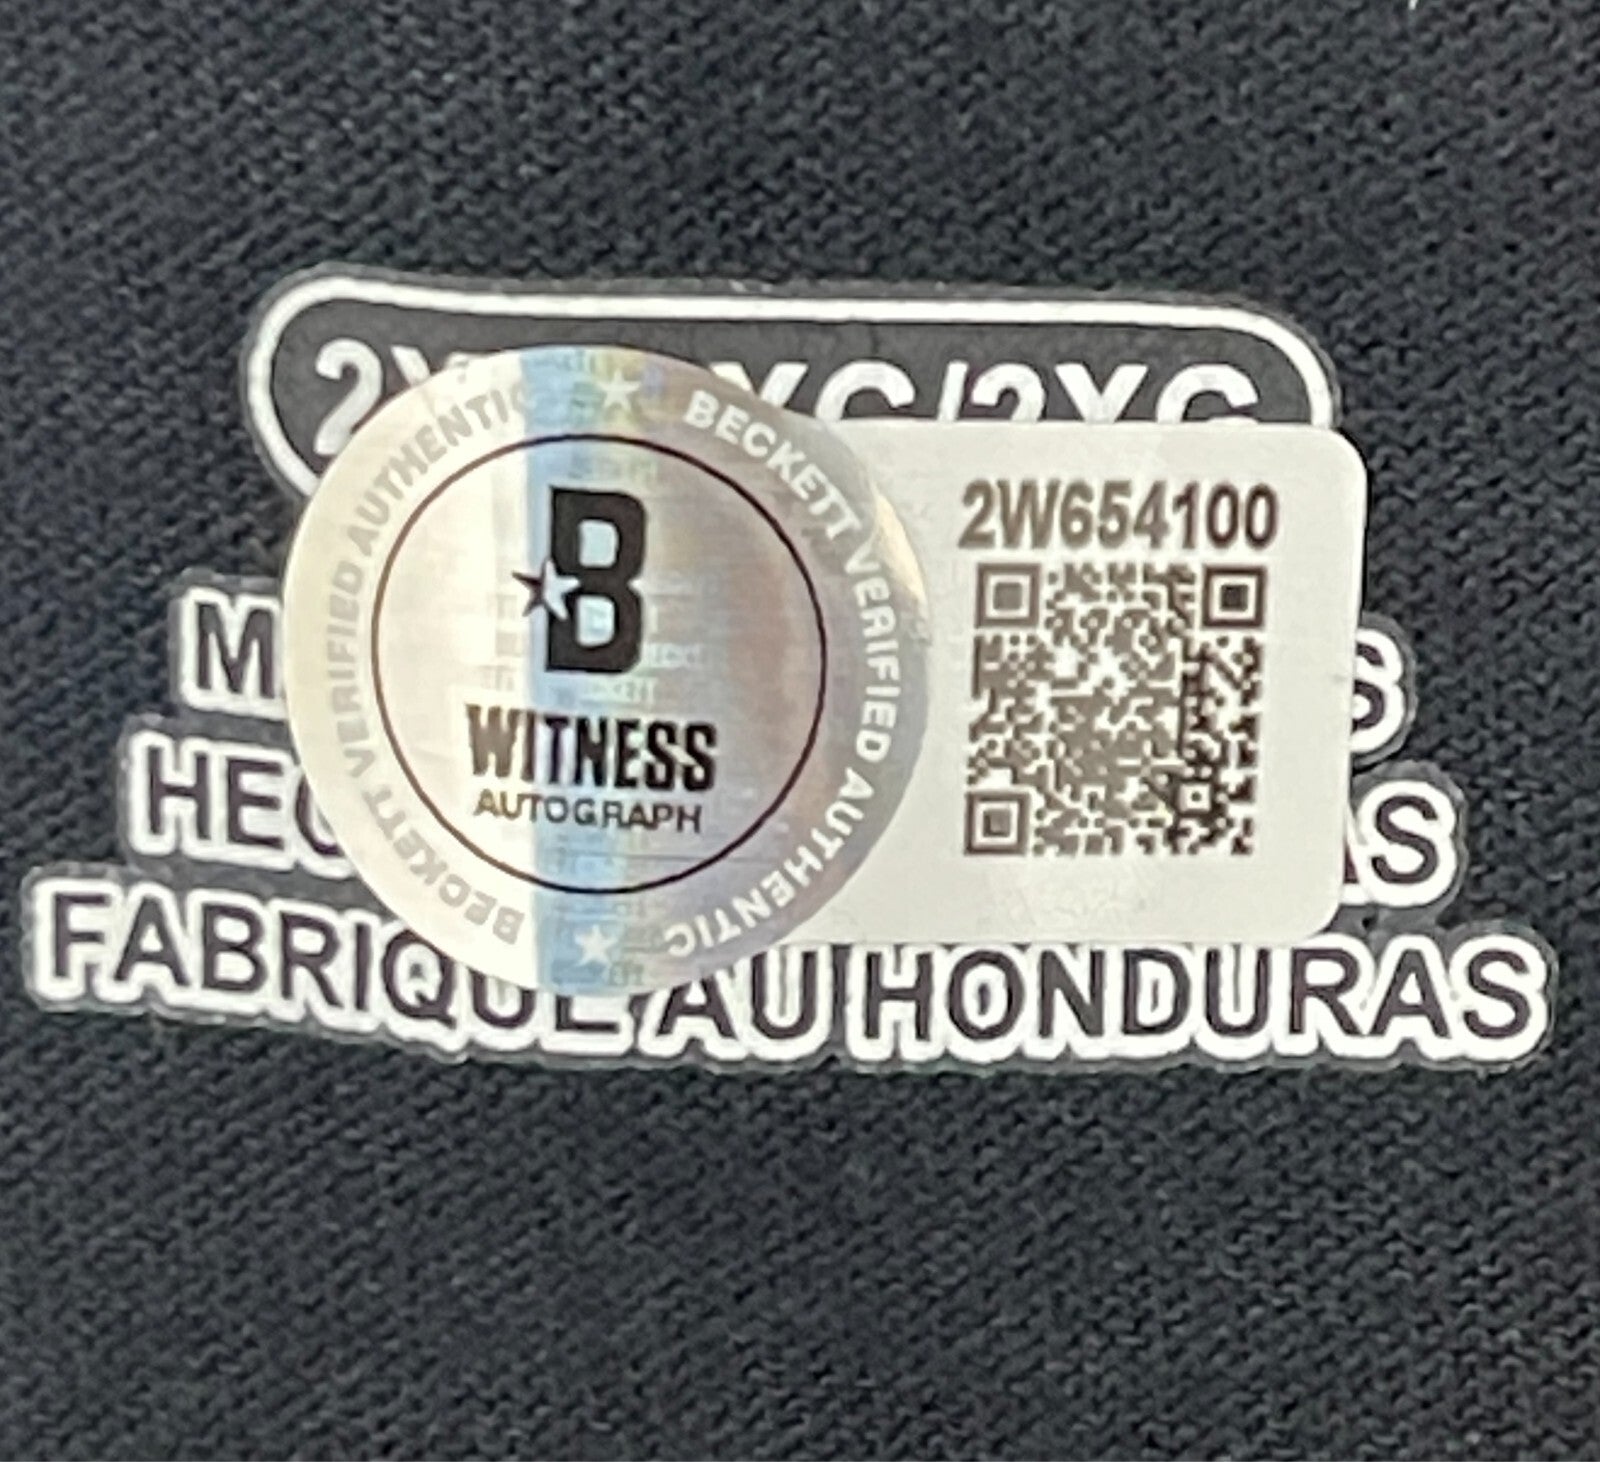 BECKETT VERIFIED AUTHENTIC
BECKETT VERIFIED AUTHENTIC
B
WITNESS
AUTOGRAPH
2W654100
FABRIQUE AU HONDURAS